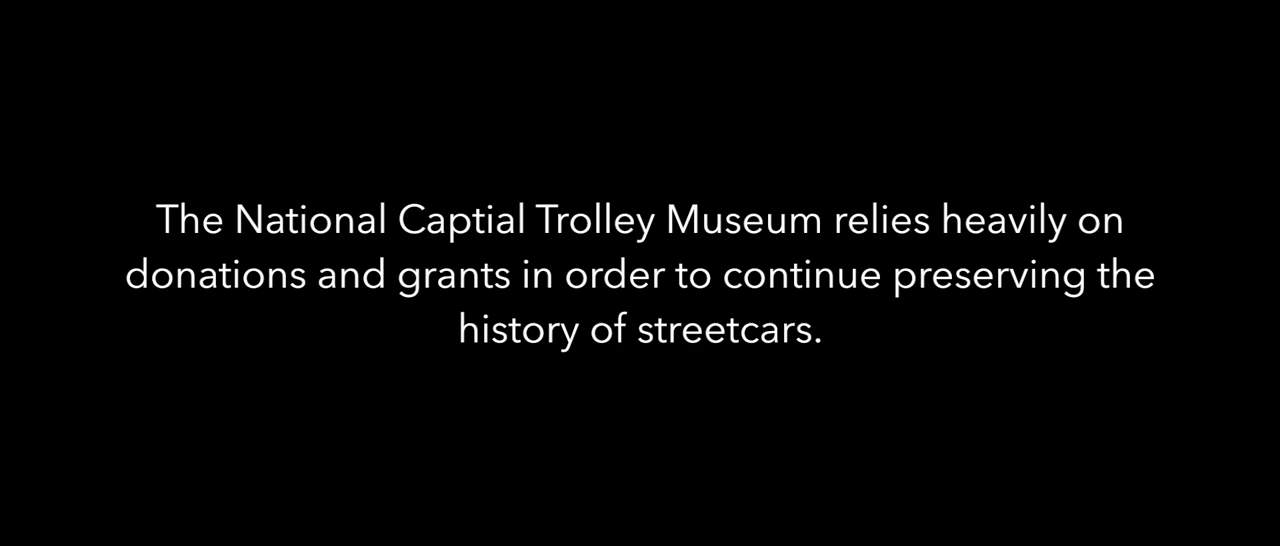 The National Captial Trolley Museum relies heavily on
donations and grants in order to continue preserving the
history of streetcars.